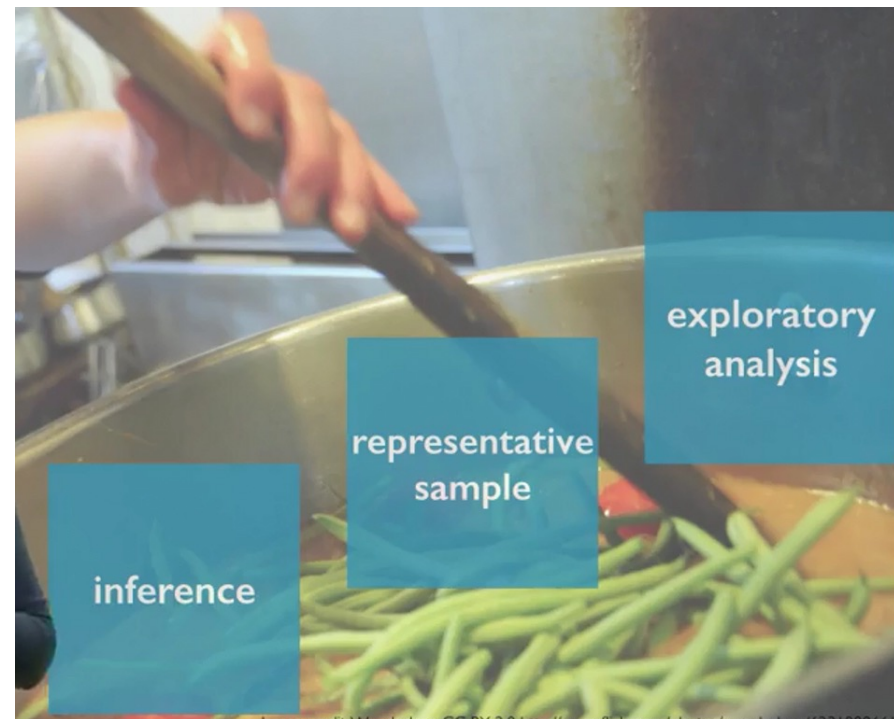 exploratory
analysis
representative
sample
inference